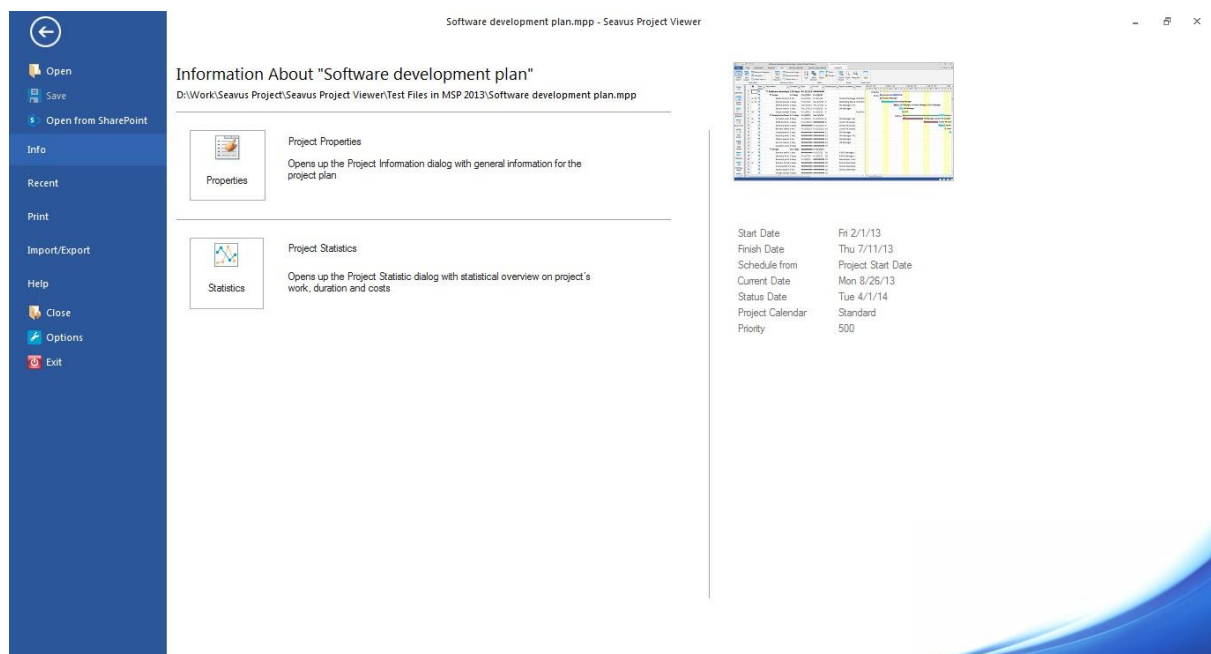 Software development plan.mpp - Seavus Project Viewer
Open
Save
Open from SharePoint
Info
Recent
Print
Import/Export
Help
Close
Options
Exit
Information About "Software development plan"
D:\Work\Seavus Project\Seavus Project Viewer\Test Files in MSP 2013\Software development plan.mpp
Properties
Project Properties
Opens up the Project Information dialog with general information for the
project plan
Statistics
Project Statistics
Opens up the Project Statistic dialog with statistical overview on project's
work, duration and costs
Start Date Fri 2/1/13
Finish Date Thu 7/11/13
Schedule from Project Start Date
Current Date Mon 8/26/13
Status Date Tue 4/1/14
Project Calendar Standard
Priority 500